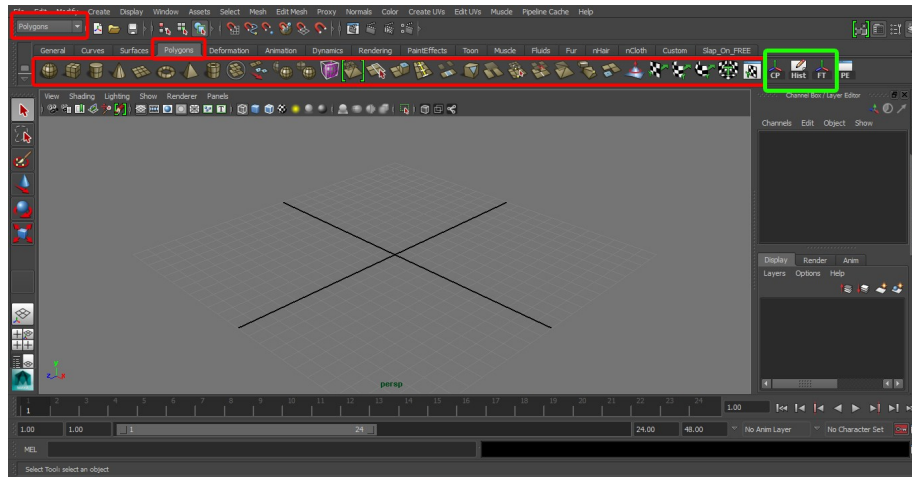 File Edit Modify Create Display Window Assets Select Mesh Edit Mesh Proxy Normals Color Create UVs Edit UVs Muscle Pipeline Cache Help
Polygons
General Curves Surfaces Polygons Deformation Animation Dynamics Rendering PaintEffects Toon Muscle Fluids Fur nHair nCloth Custom Slap_On_FREE
CP Hist FT PE
View Shading Lighting Show Renderer Panels
Channel Box / Layer Editor
Channels Edit Object Show
Display Render Anim
Layers Options Help
y
z x
persp
1 2 3 4 5 6 7 8 9 10 11 12 13 14 15 16 17 18 19 20 21 22 23 24
1
1.00
1.00 1.00 1 24 24.00 48.00 No Anim Layer No Character Set
MEL
Select Tool: select an object